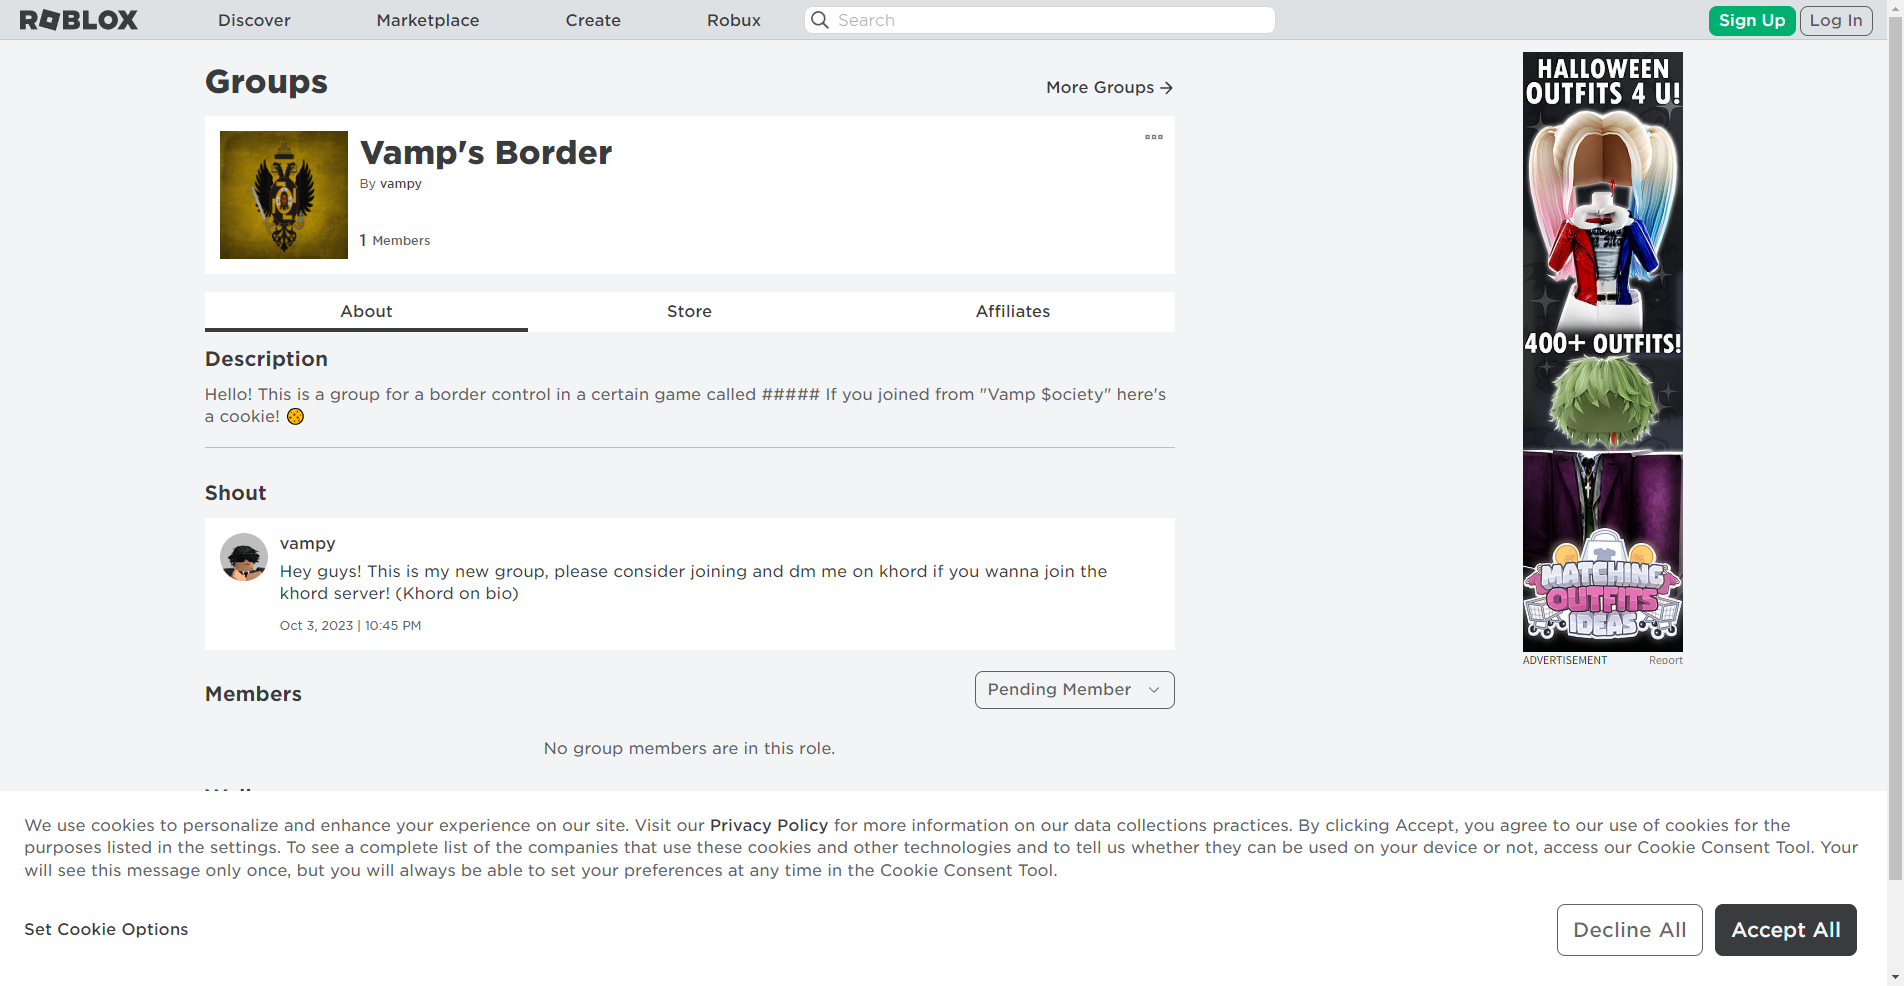 ROBLOX
Discover
Marketplace
Create
Robux
Search
Sign Up
Log In
Groups
More Groups
Vamp's Border
By vampy
1 Members
About
Store
Affiliates
Description
Hello! This is a group for a border control in a certain game called ##### If you joined from "Vamp $ociety" here's
a cookie! 🍪
Shout
vampy
Hey guys! This is my new group, please consider joining and dm me on khord if you wanna join the
khord server! (Khord on bio)
Oct 3, 2023 | 10:45 PM
Members
Pending Member
No group members are in this role.
HALLOWEEN
OUTFITS 4 U!
400+ OUTFITS!
MATCHING
OUTFITS
IDEAS
ADVERTISEMENT
Report
We use cookies to personalize and enhance your experience on our site. Visit our Privacy Policy for more information on our data collections practices. By clicking Accept, you agree to our use of cookies for the
purposes listed in the settings. To see a complete list of the companies that use these cookies and other technologies and to tell us whether they can be used on your device or not, access our Cookie Consent Tool. Your
will see this message only once, but you will always be able to set your preferences at any time in the Cookie Consent Tool.
Set Cookie Options
Decline All
Accept All